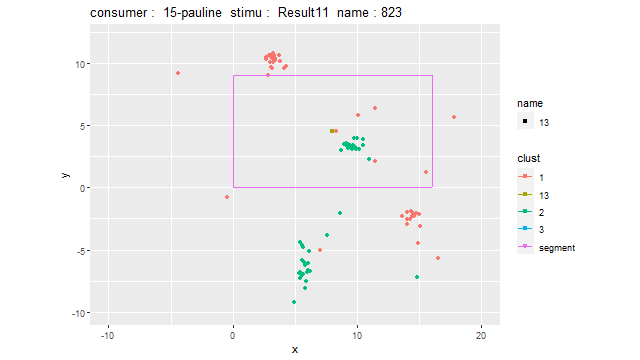 consumer :  15-pauline  stimu :  Result11  name : 823
10
5
0
-5
-10
y
-10
0
10
20
x
name
13
clust
1
13
2
3
segment